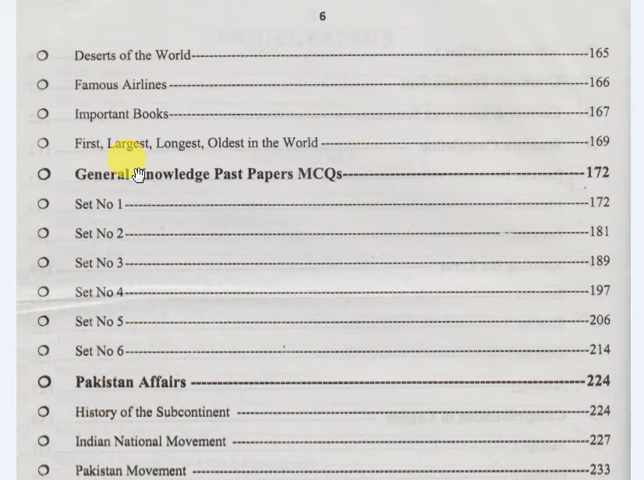 6
Deserts of the World-----165
Famous Airlines-----166
Important Books-----167
First, Largest, Longest, Oldest in the World-----169
General Knowledge Past Papers MCQs-----172
Set No 1-----172
Set No 2-----181
Set No 3-----189
Set No 4-----197
Set No 5-----206
Set No 6-----214
Pakistan Affairs-----224
History of the Subcontinent-----224
Indian National Movement-----227
Pakistan Movement-----233